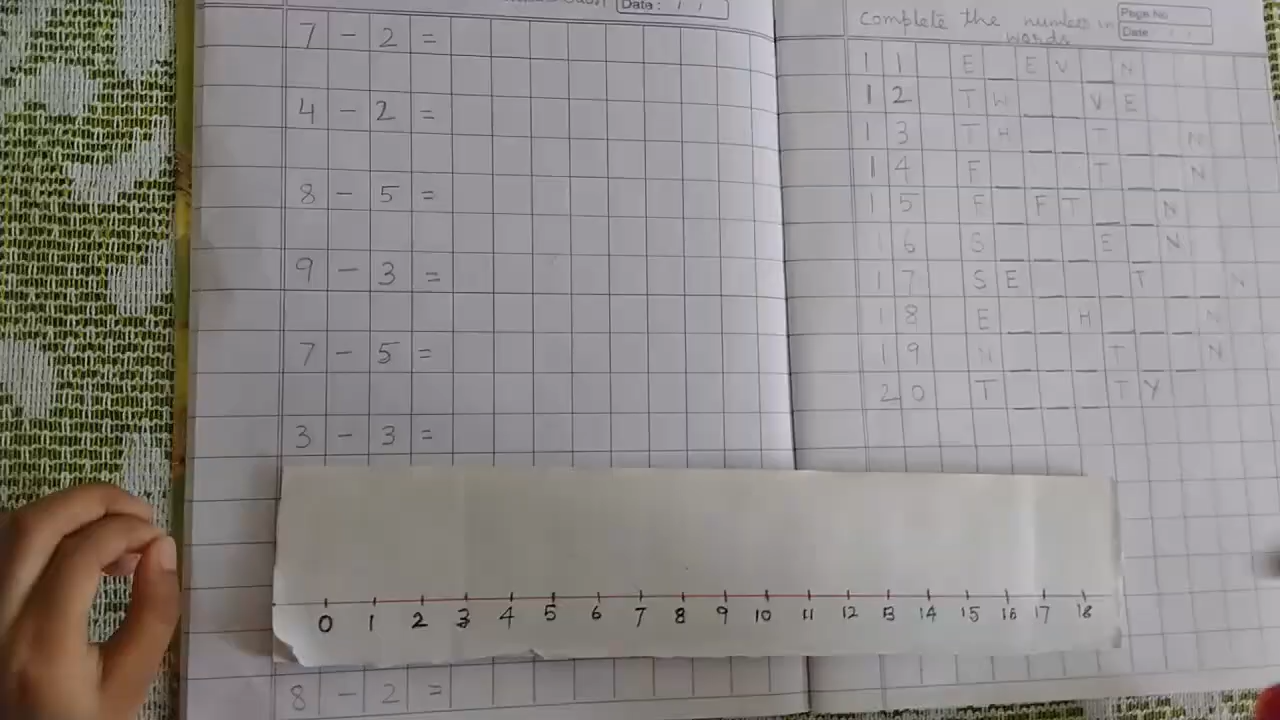 Date : / /
7 - 2 =
4 - 2 =
8 - 5 =
9 - 3 =
7 - 5 =
3 - 3 =
0 1 2 3 4 5 6 7 8 9 10 11 12 13 14 15 16 17 18
8 - 2 =
Complete the number in words
Page No
Date / /
11 E _ E V _ N
12 T W _ _ V E
13 T H _ _ T _ _ N
14 F _ _ _ T _ _ N
15 F _ F T _ _ N
16 S _ _ _ E _ N
17 S E _ _ _ T _ _ N
18 E _ _ H _ _ _ N
19 N _ _ _ T _ _ N
20 T _ _ _ T Y